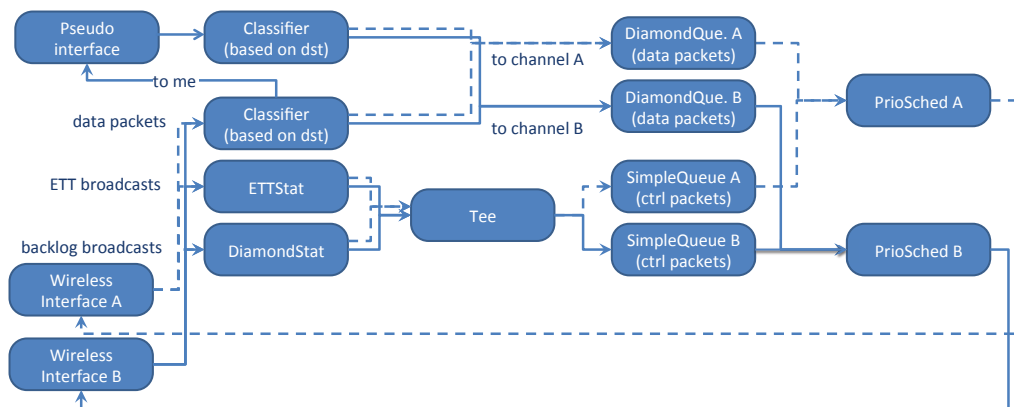 Pseudo
interface
Classifier
(based on dst)
DiamondQue. A
(data packets)
to channel A
to me
PrioSched A
data packets
Classifier
(based on dst)
DiamondQue. B
(data packets)
to channel B
ETT broadcasts
ETTStat
SimpleQueue A
(ctrl packets)
Tee
backlog broadcasts
DiamondStat
SimpleQueue B
(ctrl packets)
PrioSched B
Wireless
Interface A
Wireless
Interface B